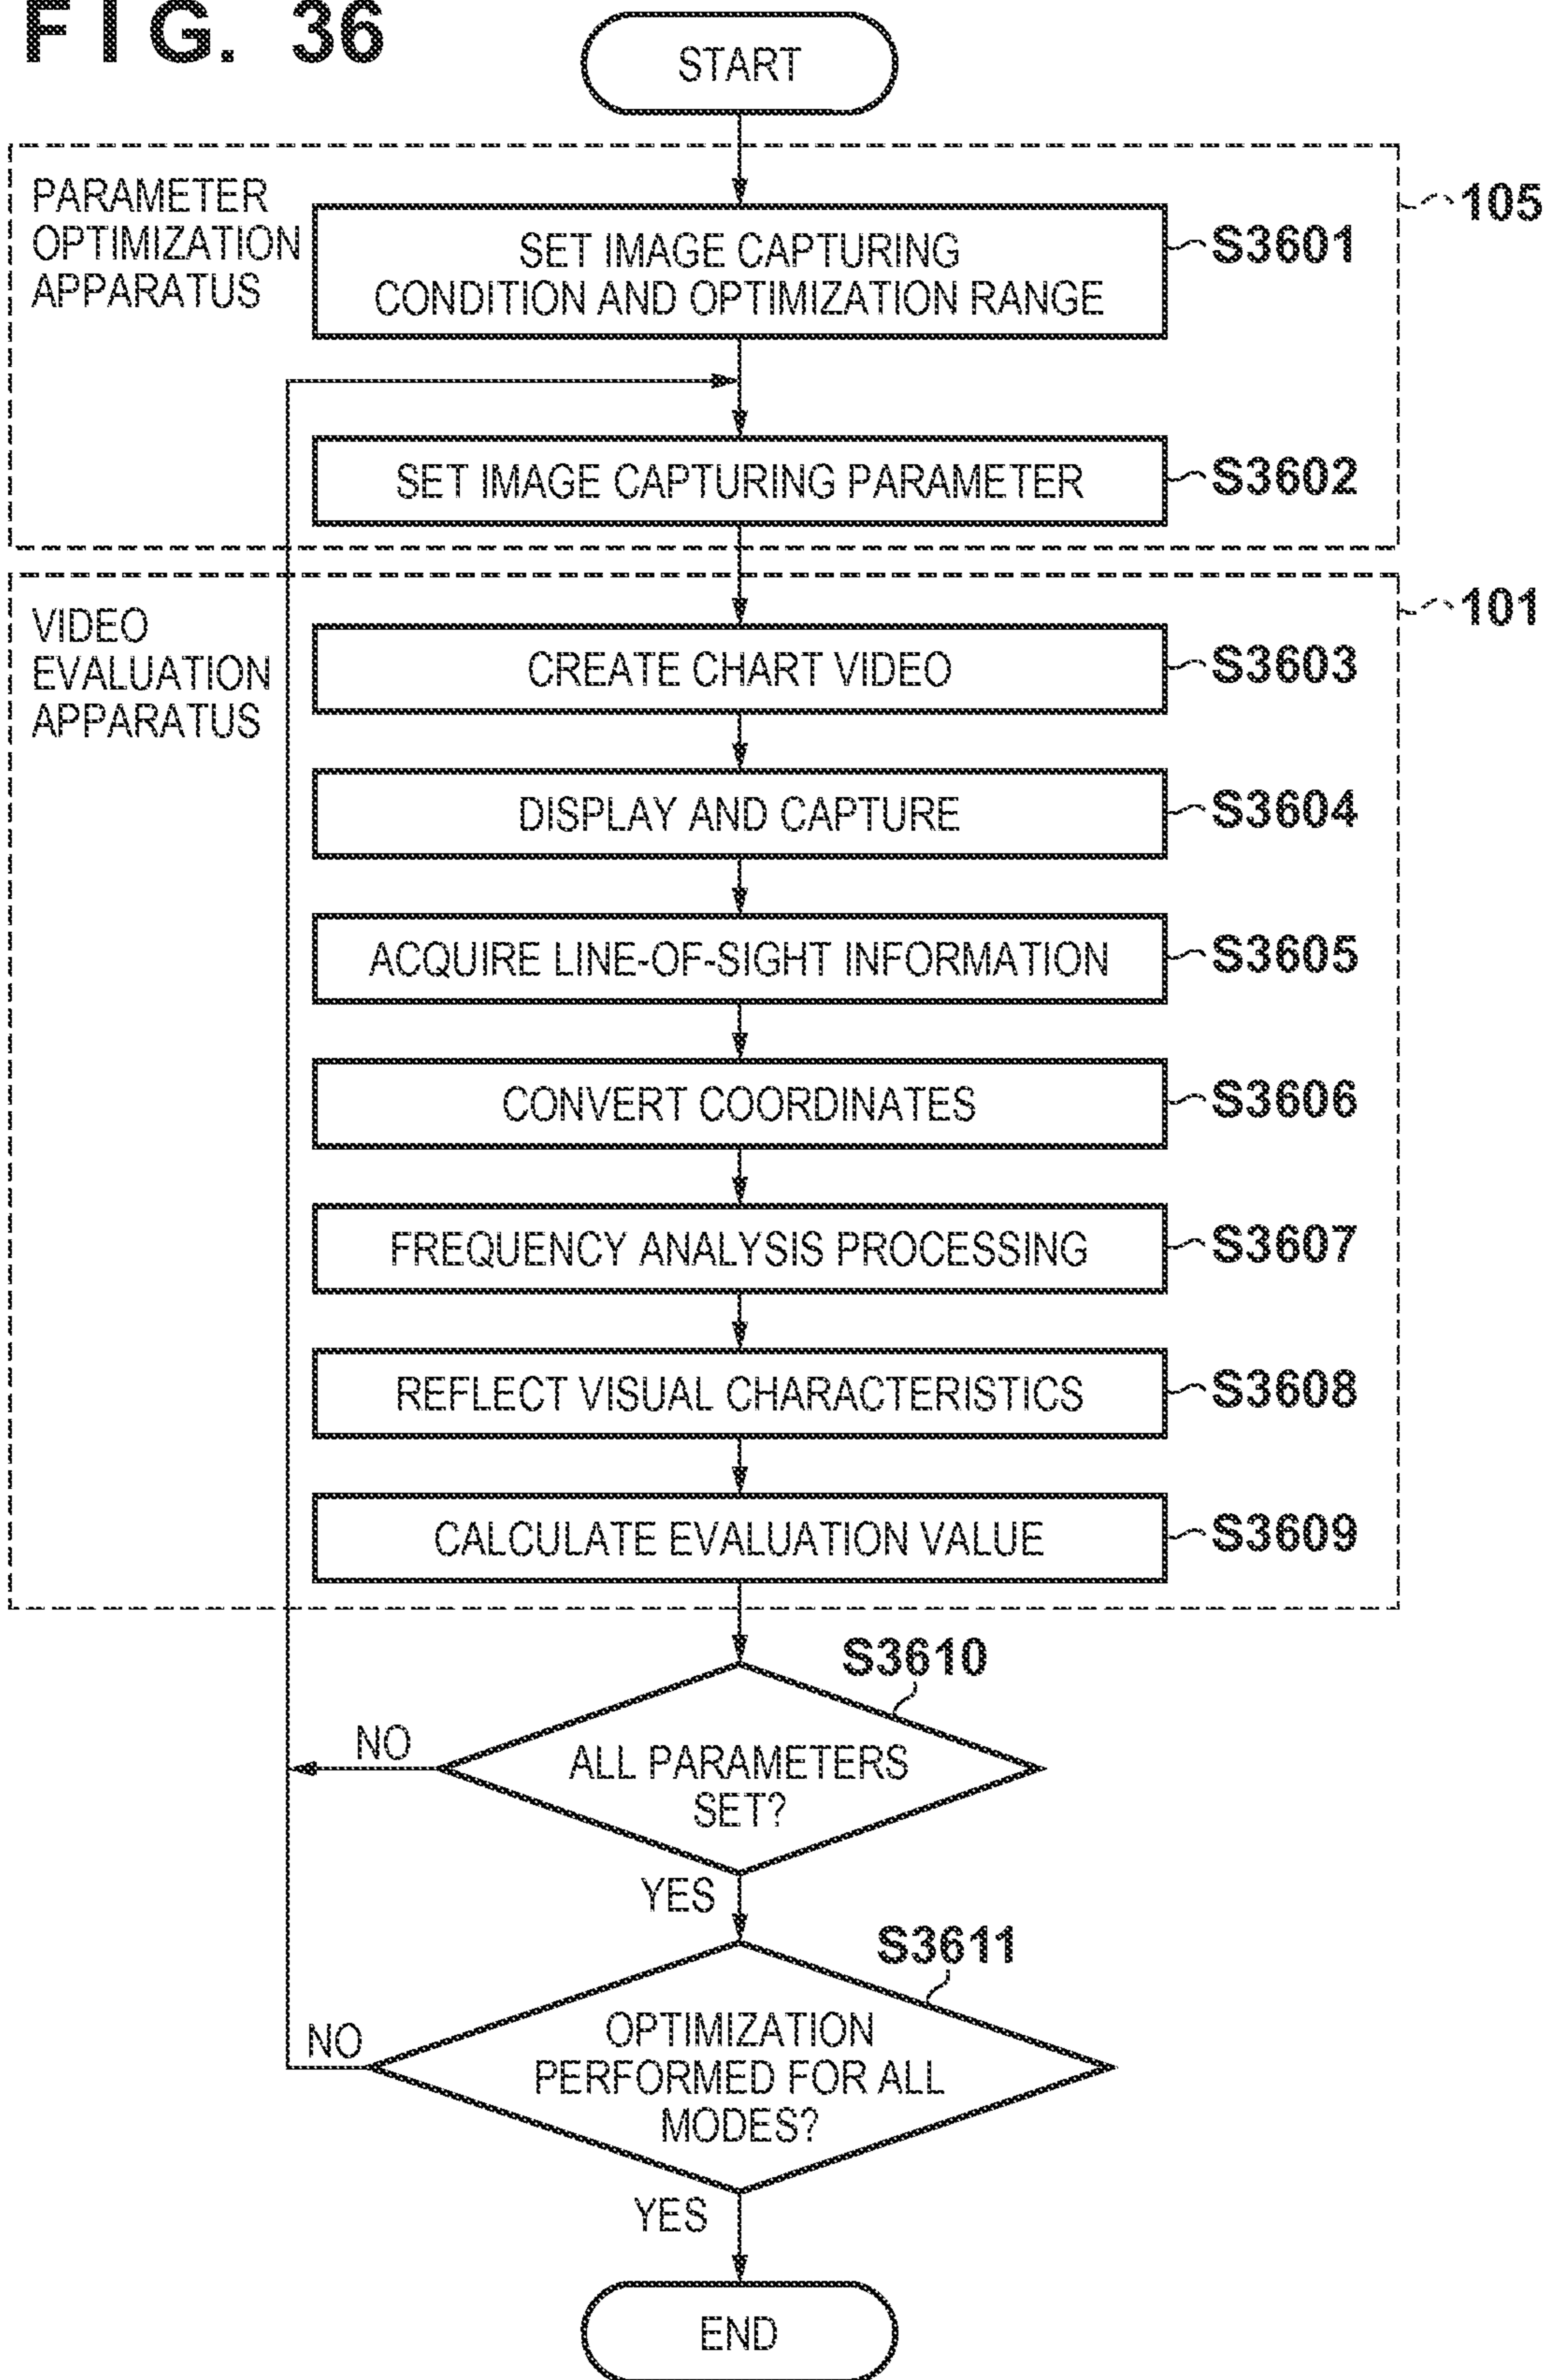 FIG. 36
START
PARAMETER
OPTIMIZATION
APPARATUS
105
SET IMAGE CAPTURING
CONDITION AND OPTIMIZATION RANGE
S3601
SET IMAGE CAPTURING PARAMETER
S3602
VIDEO
EVALUATION
APPARATUS
101
CREATE CHART VIDEO
S3603
DISPLAY AND CAPTURE
S3604
ACQUIRE LINE-OF-SIGHT INFORMATION
S3605
CONVERT COORDINATES
S3606
FREQUENCY ANALYSIS PROCESSING
S3607
REFLECT VISUAL CHARACTERISTICS
S3608
CALCULATE EVALUATION VALUE
S3609
S3610
ALL PARAMETERS
SET?
NO
YES
S3611
OPTIMIZATION
PERFORMED FOR ALL
MODES?
NO
YES
END